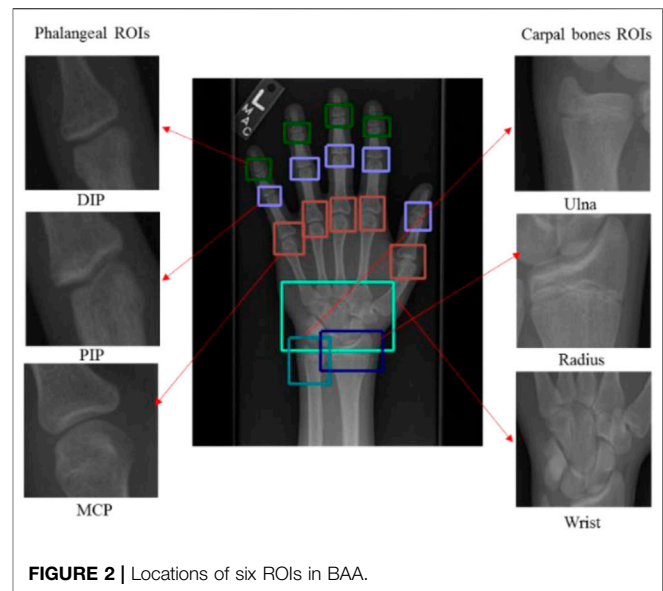 Phalangeal ROIs
Carpal bones ROIs
L
MAC
DIP
Ulna
PIP
Radius
MCP
Wrist
FIGURE 2 | Locations of six ROIs in BAA.